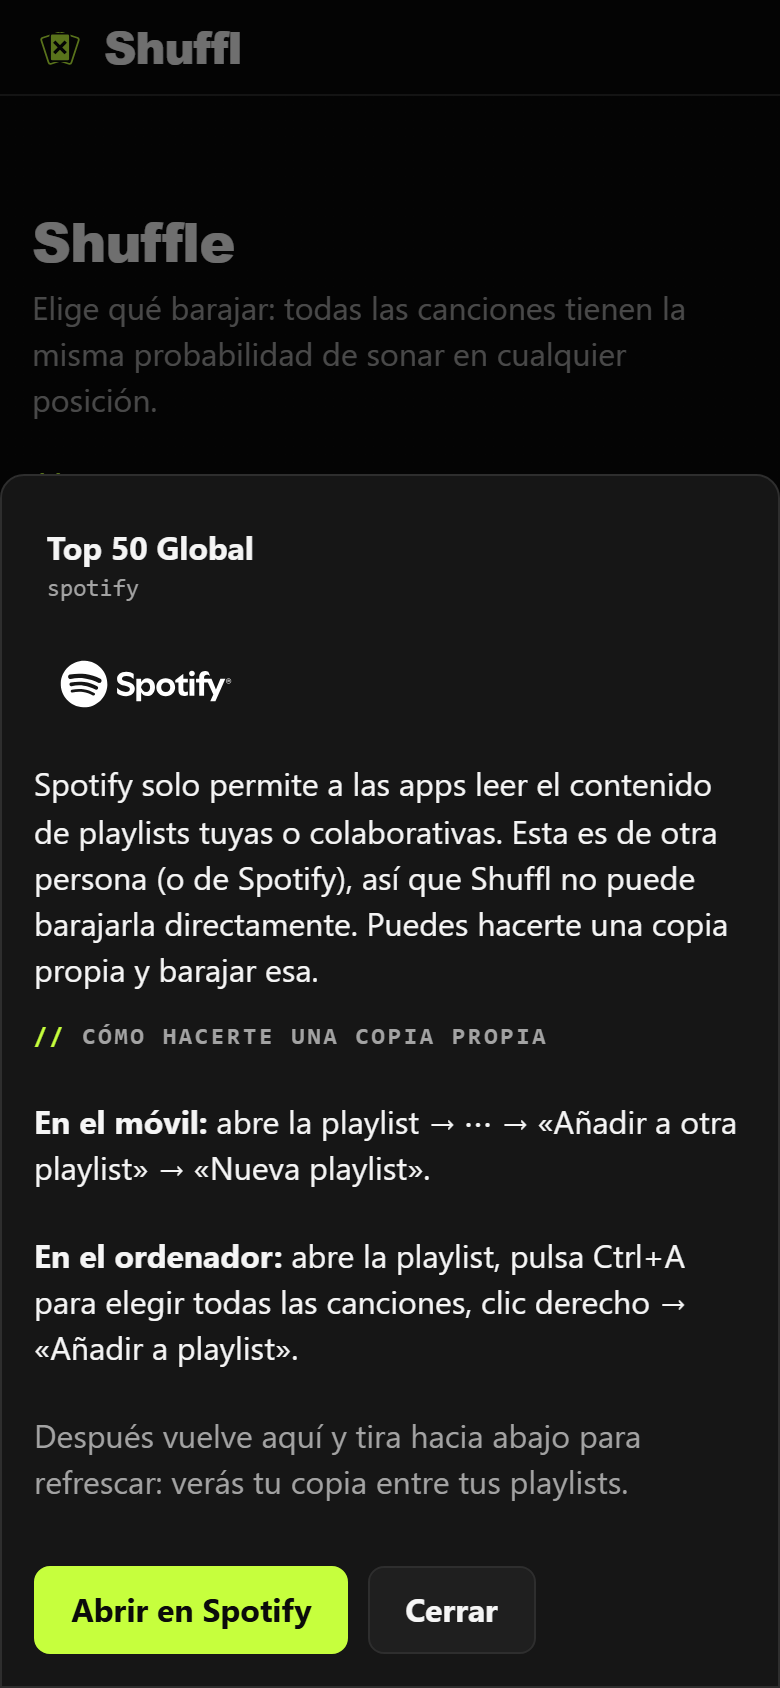 Shuffl
Shuffle
Elige qué barajar: todas las canciones tienen la
misma probabilidad de sonar en cualquier
posición.
Top 50 Global
spotify
Spotify®
Spotify solo permite a las apps leer el contenido
de playlists tuyas o colaborativas. Esta es de otra
persona (o de Spotify), así que Shuffl no puede
barajarla directamente. Puedes hacerte una copia
propia y barajar esa.
// CÓMO HACERTE UNA COPIA PROPIA
En el móvil: abre la playlist → ··· → «Añadir a otra
playlist» → «Nueva playlist».
En el ordenador: abre la playlist, pulsa Ctrl+A
para elegir todas las canciones, clic derecho →
«Añadir a playlist».
Después vuelve aquí y tira hacia abajo para
refrescar: verás tu copia entre tus playlists.
Abrir en Spotify
Cerrar